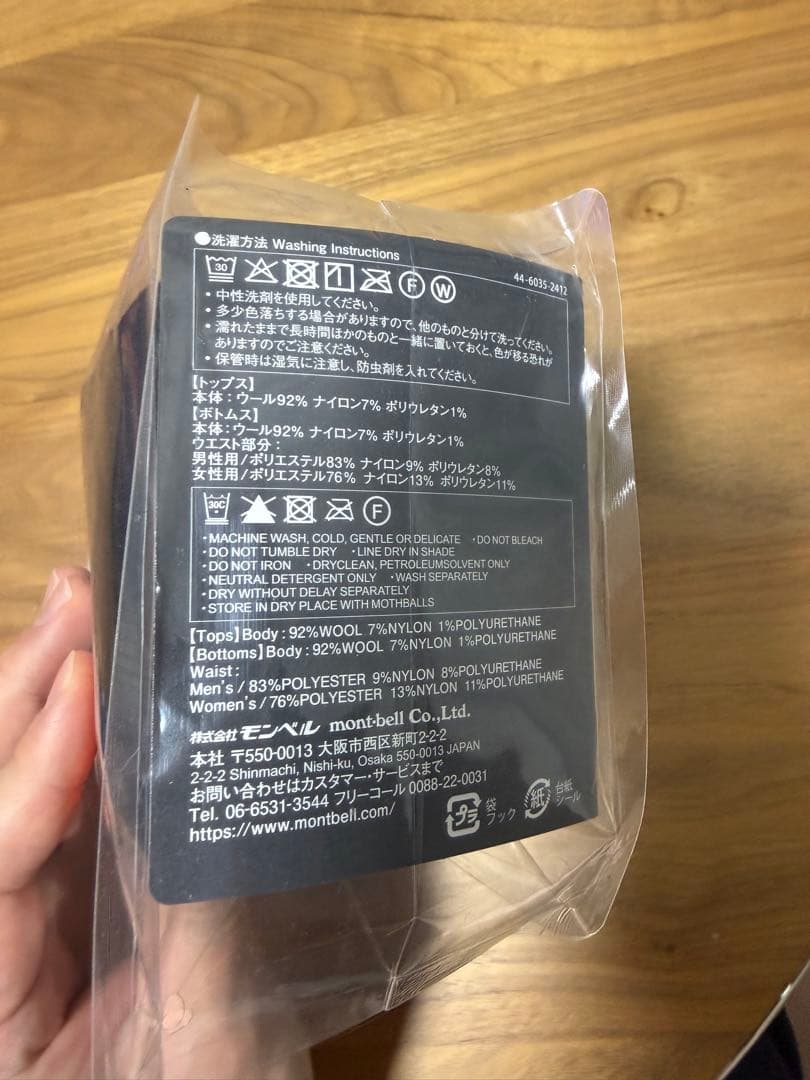 ●洗濯方法 Washing Instructions
44-6035-2412
30 F W
・中性洗剤を使用してください。
・多少色落ちする場合がありますので、他のものと分けて洗ってください。
・濡れたままで長時間ほかのものと一緒に置いておくと、色が移る恐れが
ありますのでご注意ください。
・保管時は湿気に注意し、防虫剤を入れてください。
【トップス】
本体：ウール92% ナイロン7% ポリウレタン1%
【ボトムス】
本体：ウール92% ナイロン7% ポリウレタン1%
ウエスト部分：
男性用/ポリエステル83% ナイロン9% ポリウレタン8%
女性用/ポリエステル76% ナイロン13% ポリウレタン11%
30C F
・MACHINE WASH, COLD, GENTLE OR DELICATE ・DO NOT BLEACH
・DO NOT TUMBLE DRY ・LINE DRY IN SHADE
・DO NOT IRON ・DRYCLEAN, PETROLEUMSOLVENT ONLY
・NEUTRAL DETERGENT ONLY ・WASH SEPARATELY
・DRY WITHOUT DELAY SEPARATELY
・STORE IN DRY PLACE WITH MOTHBALLS
【Tops】Body : 92%WOOL 7%NYLON 1%POLYURETHANE
【Bottoms】Body : 92%WOOL 7%NYLON 1%POLYURETHANE
Waist :
Men's / 83%POLYESTER 9%NYLON 8%POLYURETHANE
Women's / 76%POLYESTER 13%NYLON 11%POLYURETHANE
株式会社 モンベル mont-bell Co.,Ltd.
本社 〒550-0013 大阪市西区新町2-2-2
2-2-2 Shinmachi, Nishi-ku, Osaka 550-0013 JAPAN
お問い合わせはカスタマー・サービスまで
Tel. 06-6531-3544 フリーコール 0088-22-0031
https://www.montbell.com/
プラ 袋 フック 紙 台紙 シール